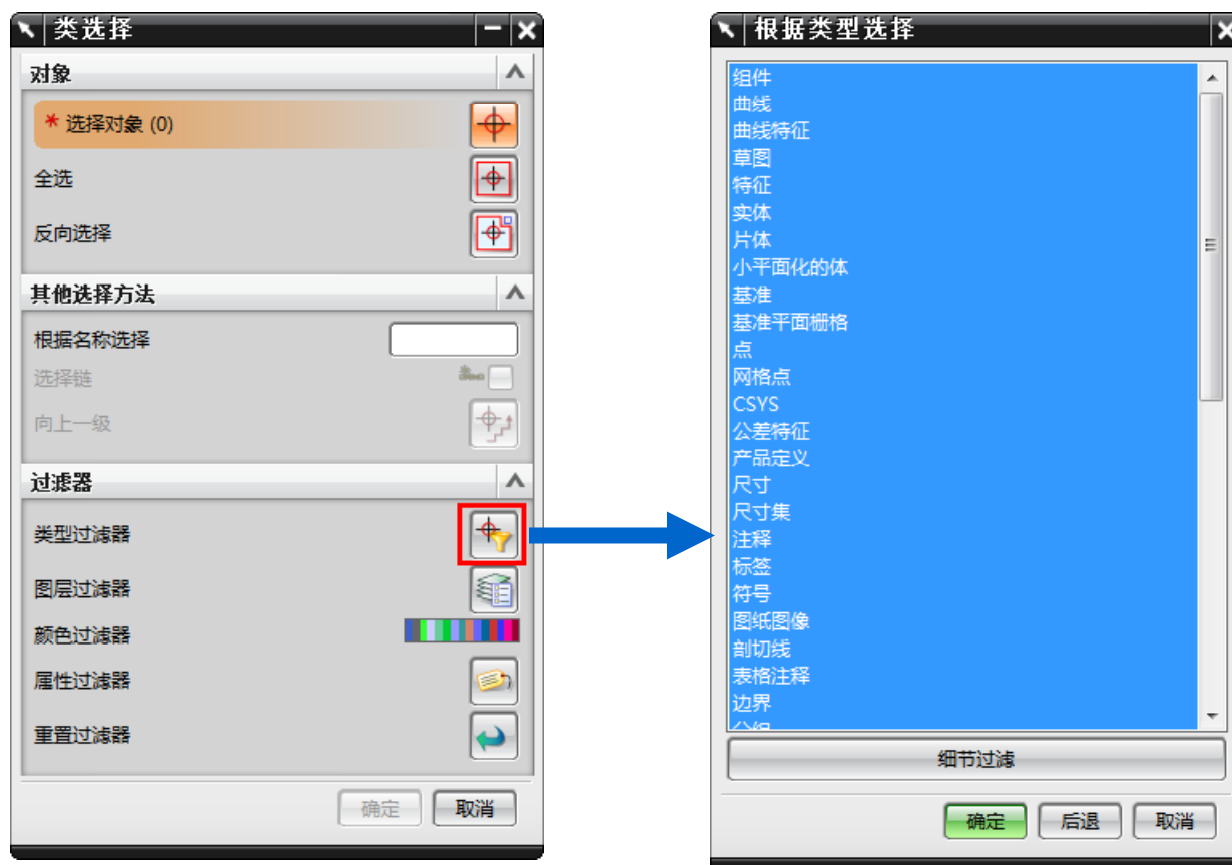 类选择
对象
* 选择对象 (0)
全选
反向选择
其他选择方法
根据名称选择
选择链
向上一级
过滤器
类型过滤器
图层过滤器
颜色过滤器
属性过滤器
重置过滤器
确定 取消
根据类型选择
组件
曲线
曲线特征
草图
特征
实体
片体
小平面化的体
基准
基准平面栅格
点
网格点
CSYS
公差特征
产品定义
尺寸
尺寸集
注释
标签
符号
图纸图像
剖切线
表格注释
边界
细节过滤
确定 后退 取消